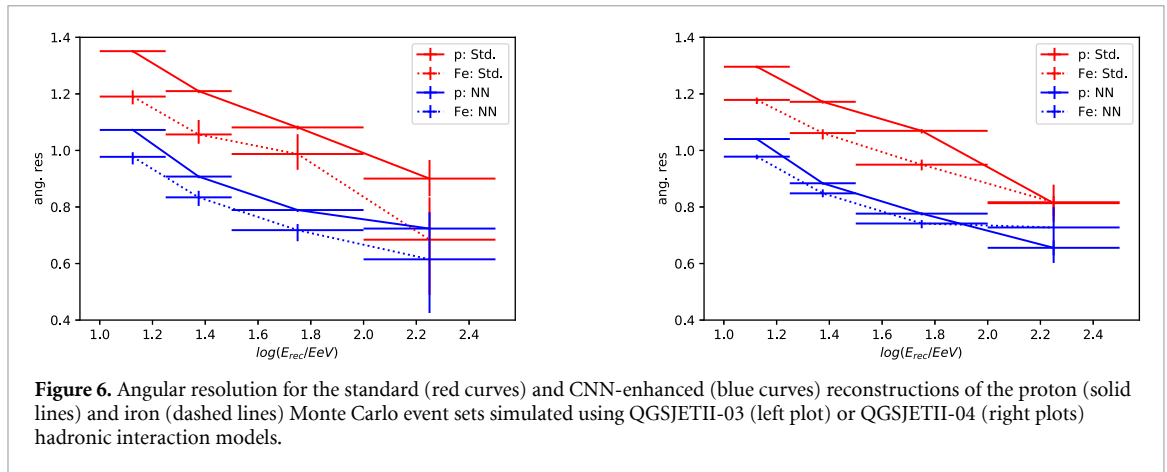 1.4
1.2
1.0
0.8
0.6
0.4
ang. res
1.0 1.2 1.4 1.6 1.8 2.0 2.2 2.4
log(E_rec/EeV)
p: Std.
Fe: Std.
p: NN
Fe: NN
1.4
1.2
1.0
0.8
0.6
0.4
ang. res
1.0 1.2 1.4 1.6 1.8 2.0 2.2 2.4
log(E_rec/EeV)
p: Std.
Fe: Std.
p: NN
Fe: NN
Figure 6. Angular resolution for the standard (red curves) and CNN-enhanced (blue curves) reconstructions of the proton (solid
lines) and iron (dashed lines) Monte Carlo event sets simulated using QGSJETII-03 (left plot) or QGSJETII-04 (right plots)
hadronic interaction models.